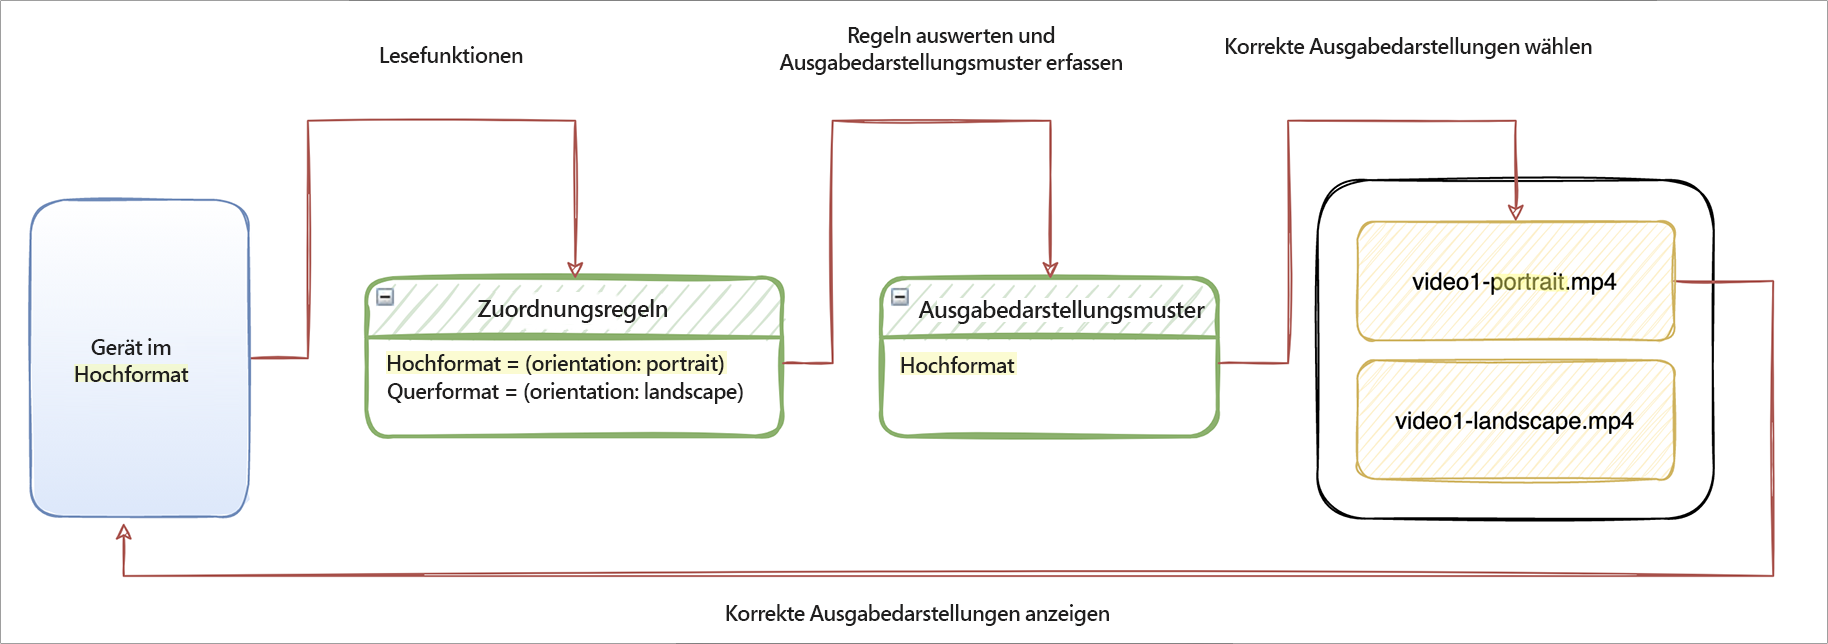 Lesefunktionen
Regeln auswerten und
Ausgabedarstellungsmuster erfassen
Korrekte Ausgabedarstellungen wählen
Gerät im
Hochformat
Zuordnungsregeln
Hochformat = (orientation: portrait)
Querformat = (orientation: landscape)
Ausgabedarstellungsmuster
Hochformat
video1-portrait.mp4
video1-landscape.mp4
Korrekte Ausgabedarstellungen anzeigen